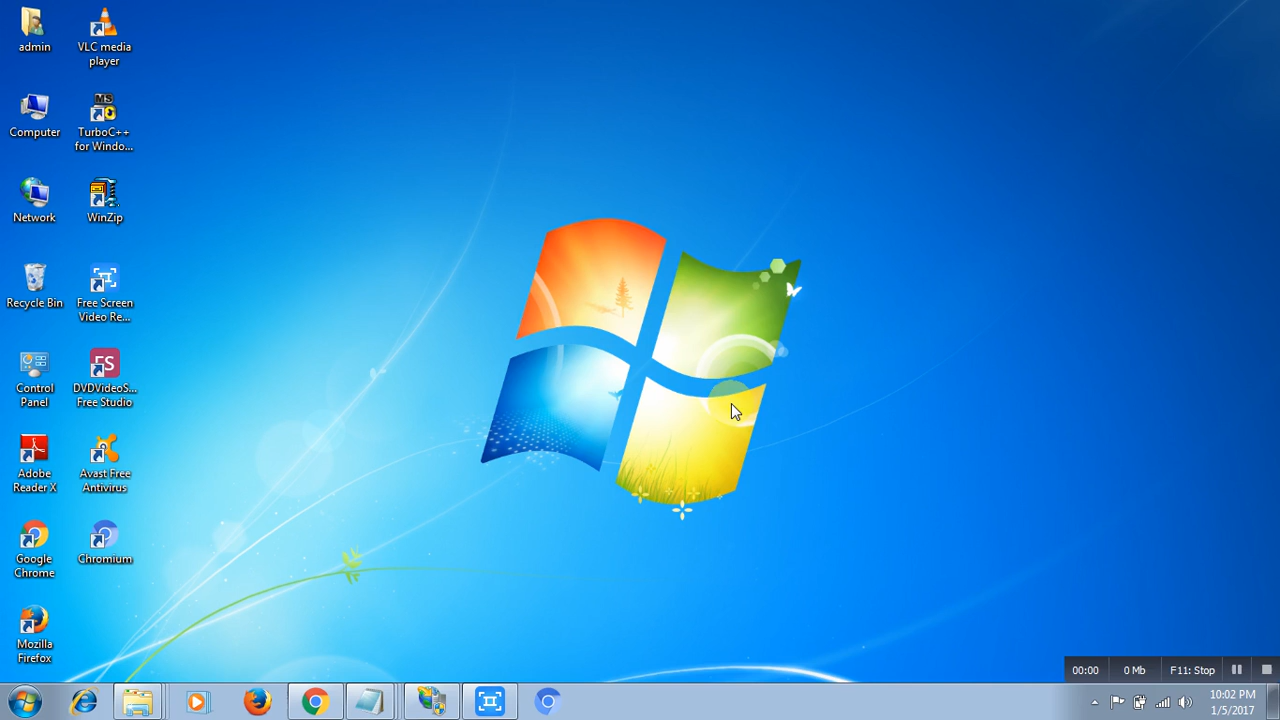 admin
VLC media
player
Computer
MS
TurboC++
for Windo...
Network
WinZip
Recycle Bin
Free Screen
Video Re...
Control
Panel
FS
DVDVideoS...
Free Studio
Adobe
Reader X
Avast Free
Antivirus
Google
Chrome
Chromium
Mozilla
Firefox
00:00
0 Mb
F11: Stop
10:02 PM
1/5/2017